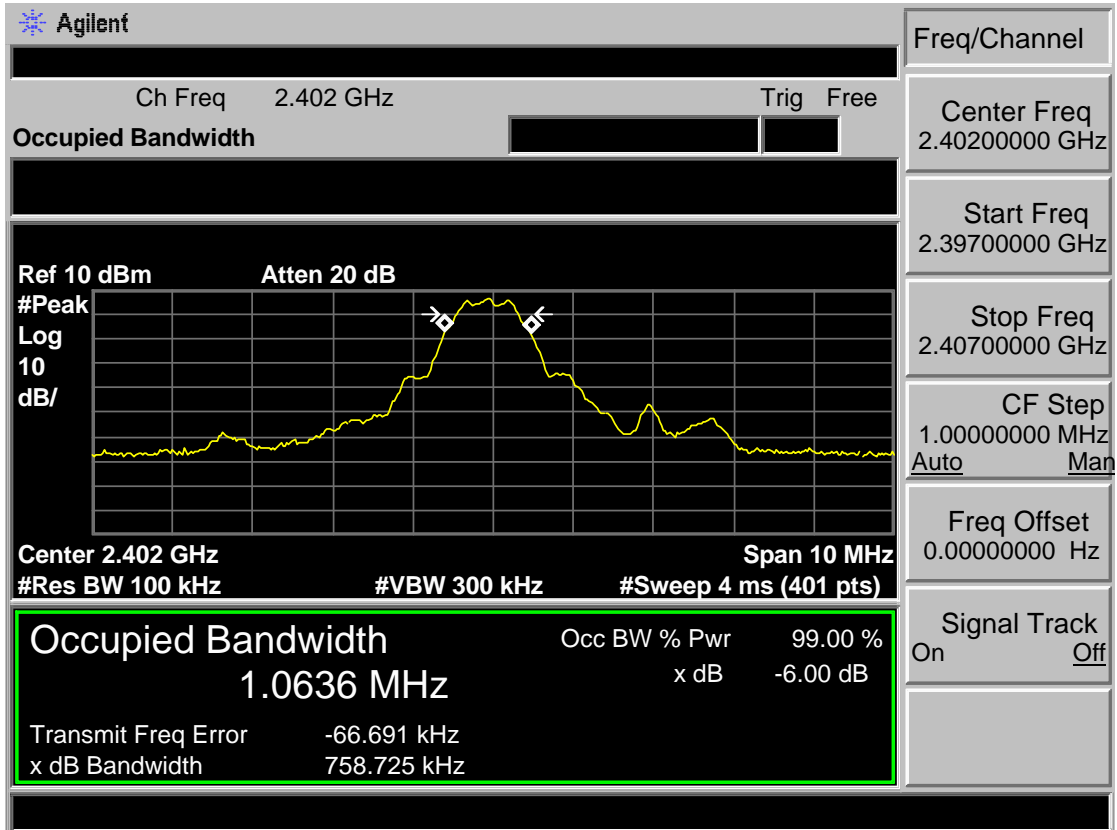 Agilent
Freq/Channel
Ch Freq 2.402 GHz Trig Free
Occupied Bandwidth
Center Freq
2.40200000 GHz
Start Freq
2.39700000 GHz
Stop Freq
2.40700000 GHz
CF Step
1.00000000 MHz
Auto Man
Freq Offset
0.00000000 Hz
Signal Track
On Off
Ref 10 dBm Atten 20 dB
#Peak
Log
10
dB/
Center 2.402 GHz Span 10 MHz
#Res BW 100 kHz #VBW 300 kHz #Sweep 4 ms (401 pts)
Occupied Bandwidth Occ BW % Pwr 99.00 %
1.0636 MHz x dB -6.00 dB
Transmit Freq Error -66.691 kHz
x dB Bandwidth 758.725 kHz